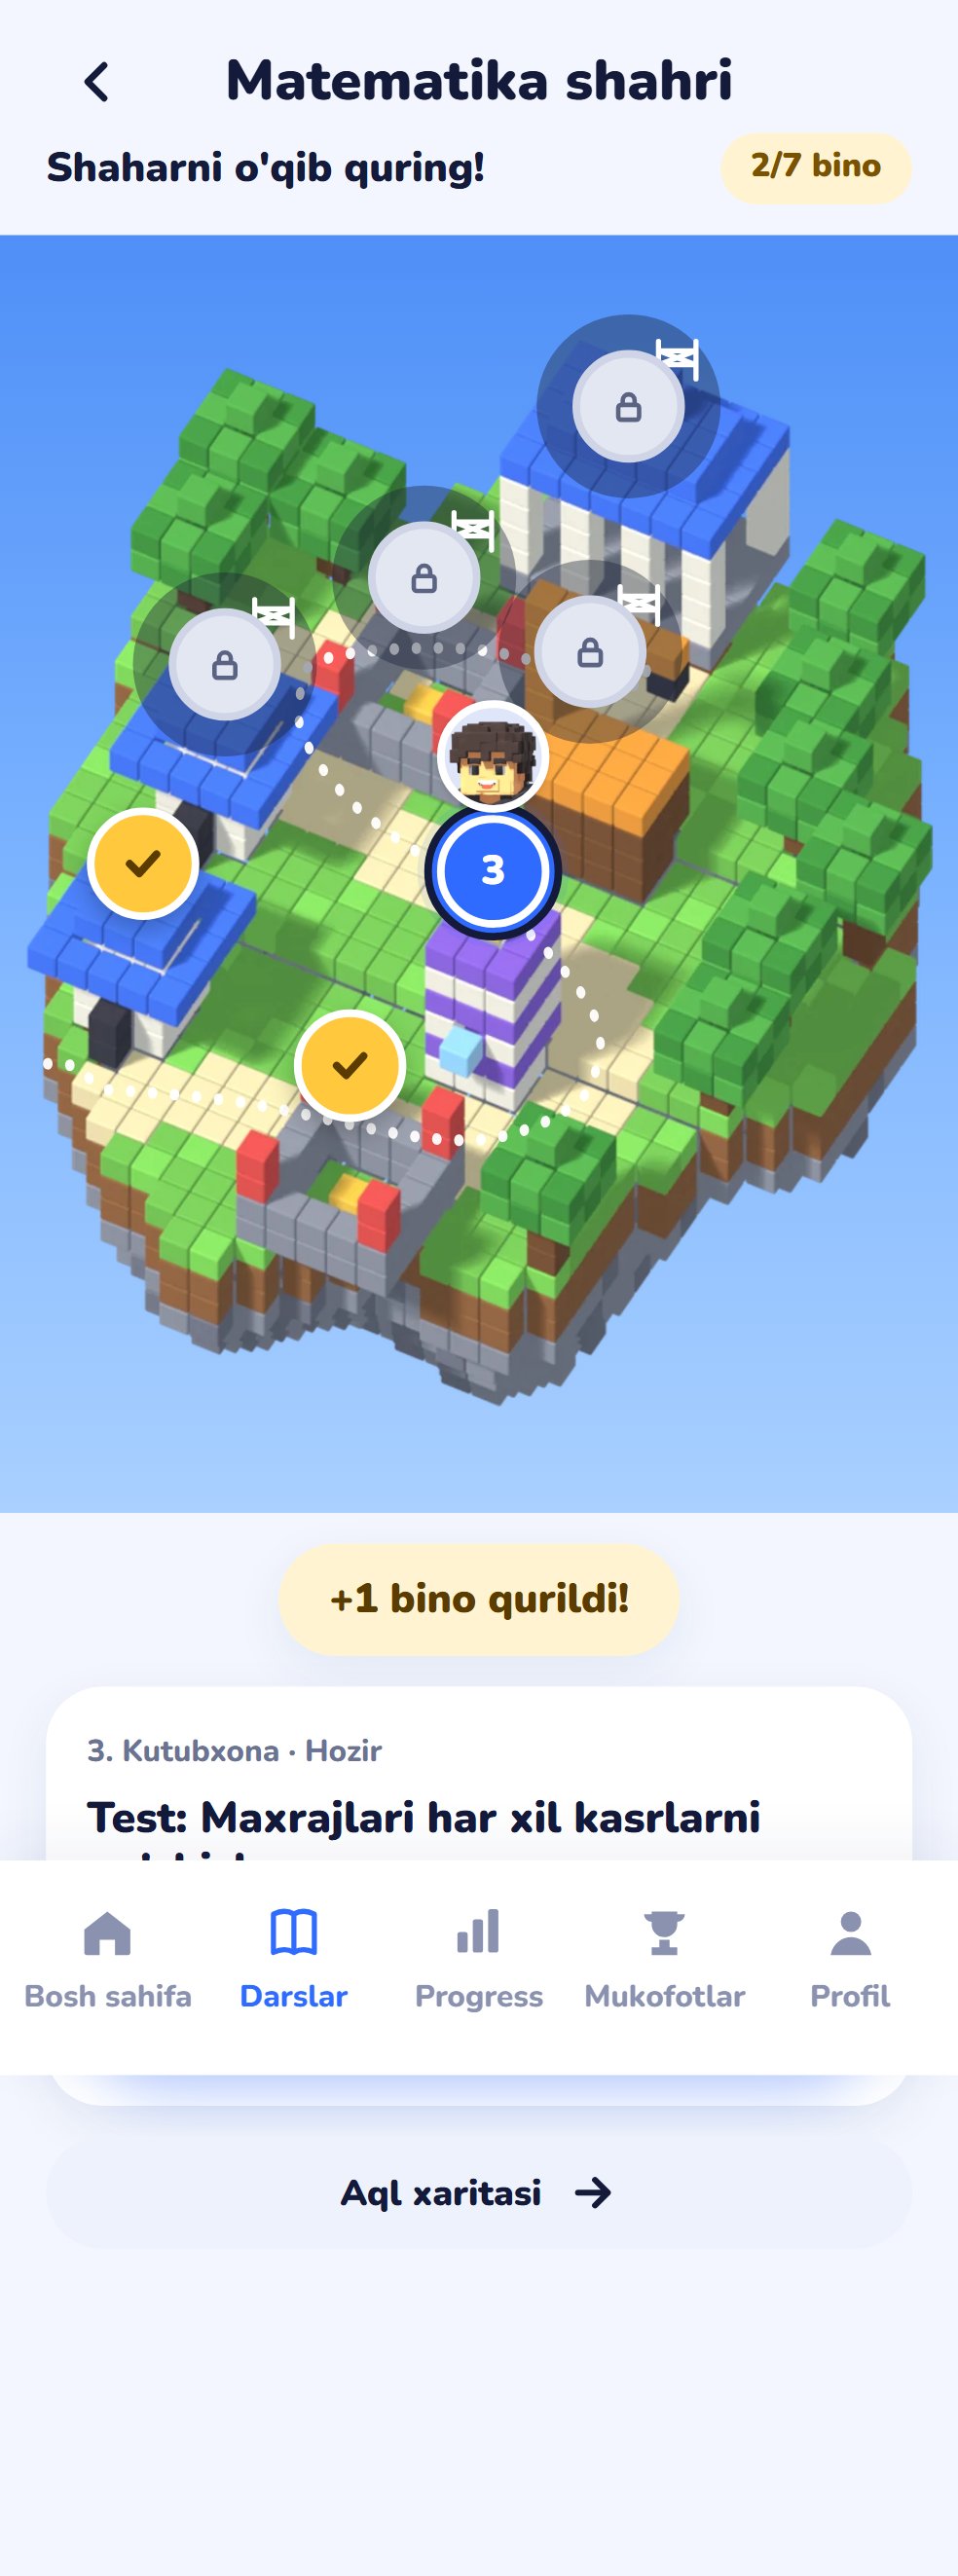 Matematika shahri
Shaharni o'qib quring!
2/7 bino
3
+1 bino qurildi!
3. Kutubxona · Hozir
Test: Maxrajlari har xil kasrlarni
Bosh sahifa
Darslar
Progress
Mukofotlar
Profil
Aql xaritasi